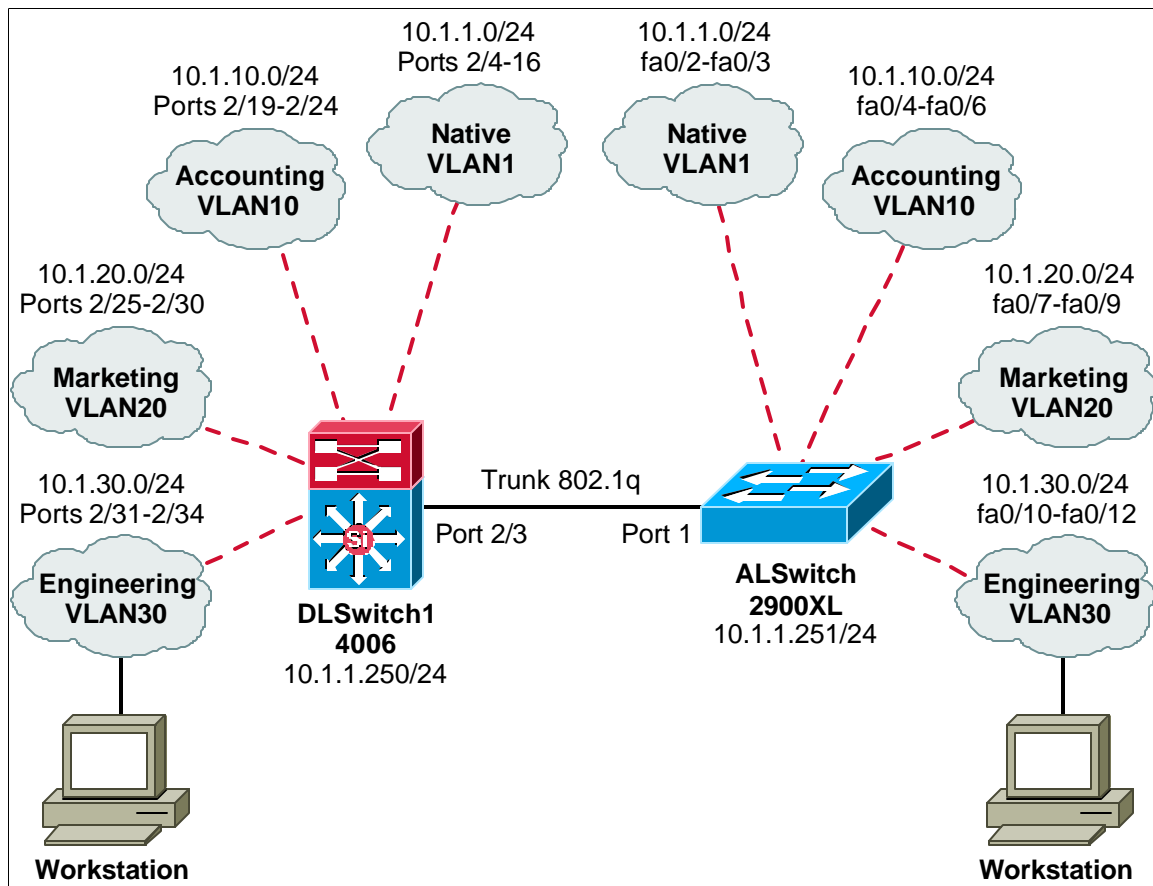 10.1.1.0/24
Ports 2/4-16
10.1.1.0/24
fa0/2-fa0/3
10.1.10.0/24
Ports 2/19-2/24
10.1.10.0/24
fa0/4-fa0/6
Native
VLAN1
Native
VLAN1
Accounting
VLAN10
Accounting
VLAN10
10.1.20.0/24
Ports 2/25-2/30
10.1.20.0/24
fa0/7-fa0/9
Marketing
VLAN20
Marketing
VLAN20
10.1.30.0/24
Ports 2/31-2/34
Trunk 802.1q
10.1.30.0/24
fa0/10-fa0/12
Si
Port 2/3
Port 1
Engineering
VLAN30
DLSwitch1
4006
10.1.1.250/24
ALSwitch
2900XL
10.1.1.251/24
Engineering
VLAN30
Workstation
Workstation